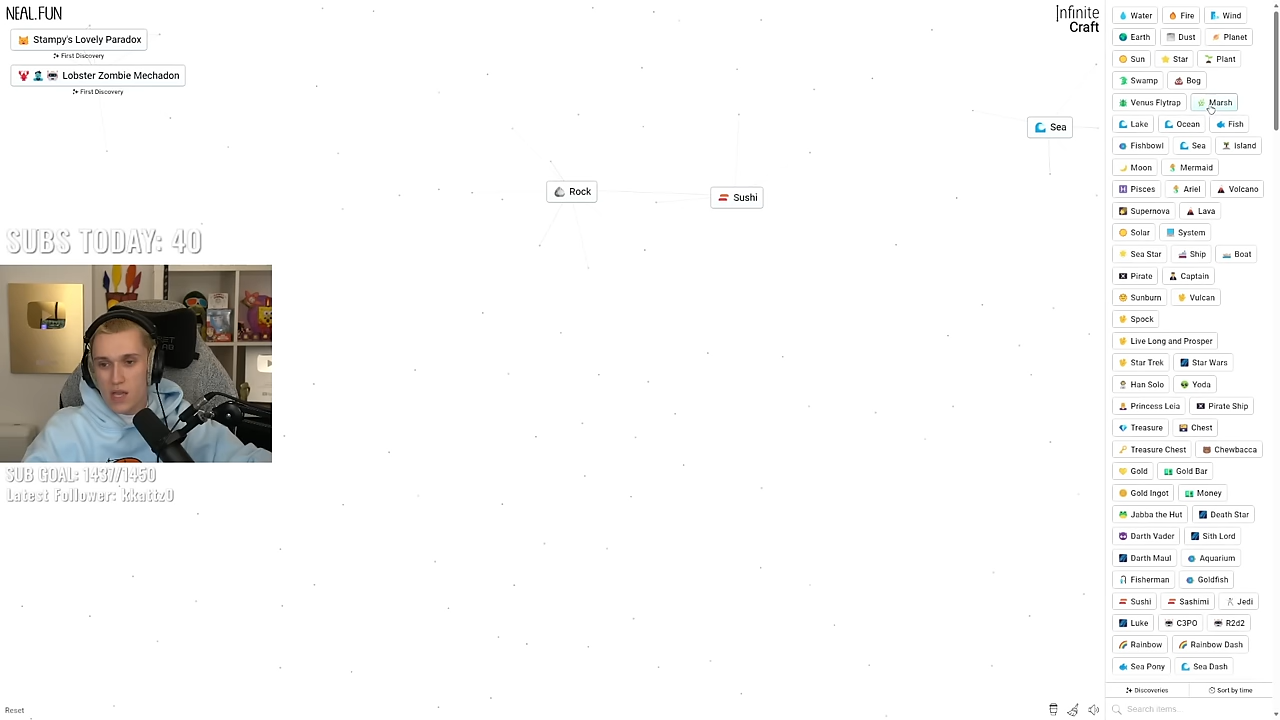 NEAL.FUN
Stampy's Lovely Paradox
First Discovery
Lobster Zombie Mechadon
First Discovery
Infinite
Craft
Sea
Rock
Sushi
SUBS TODAY: 40
SUB GOAL: 1437/1450
Latest Follower: kkattz0
Reset
Water Fire Wind
Earth Dust Planet
Sun Star Plant
Swamp Bog
Venus Flytrap Marsh
Lake Ocean Fish
Fishbowl Sea Island
Moon Mermaid
Pisces Ariel Volcano
Supernova Lava
Solar System
Sea Star Ship Boat
Pirate Captain
Sunburn Vulcan
Spock
Live Long and Prosper
Star Trek Star Wars
Han Solo Yoda
Princess Leia Pirate Ship
Treasure Chest
Treasure Chest Chewbacca
Gold Gold Bar
Gold Ingot Money
Jabba the Hut Death Star
Darth Vader Sith Lord
Darth Maul Aquarium
Fisherman Goldfish
Sushi Sashimi Jedi
Luke C3PO R2d2
Rainbow Rainbow Dash
Sea Pony Sea Dash
Discoveries Sort by time
Search items...